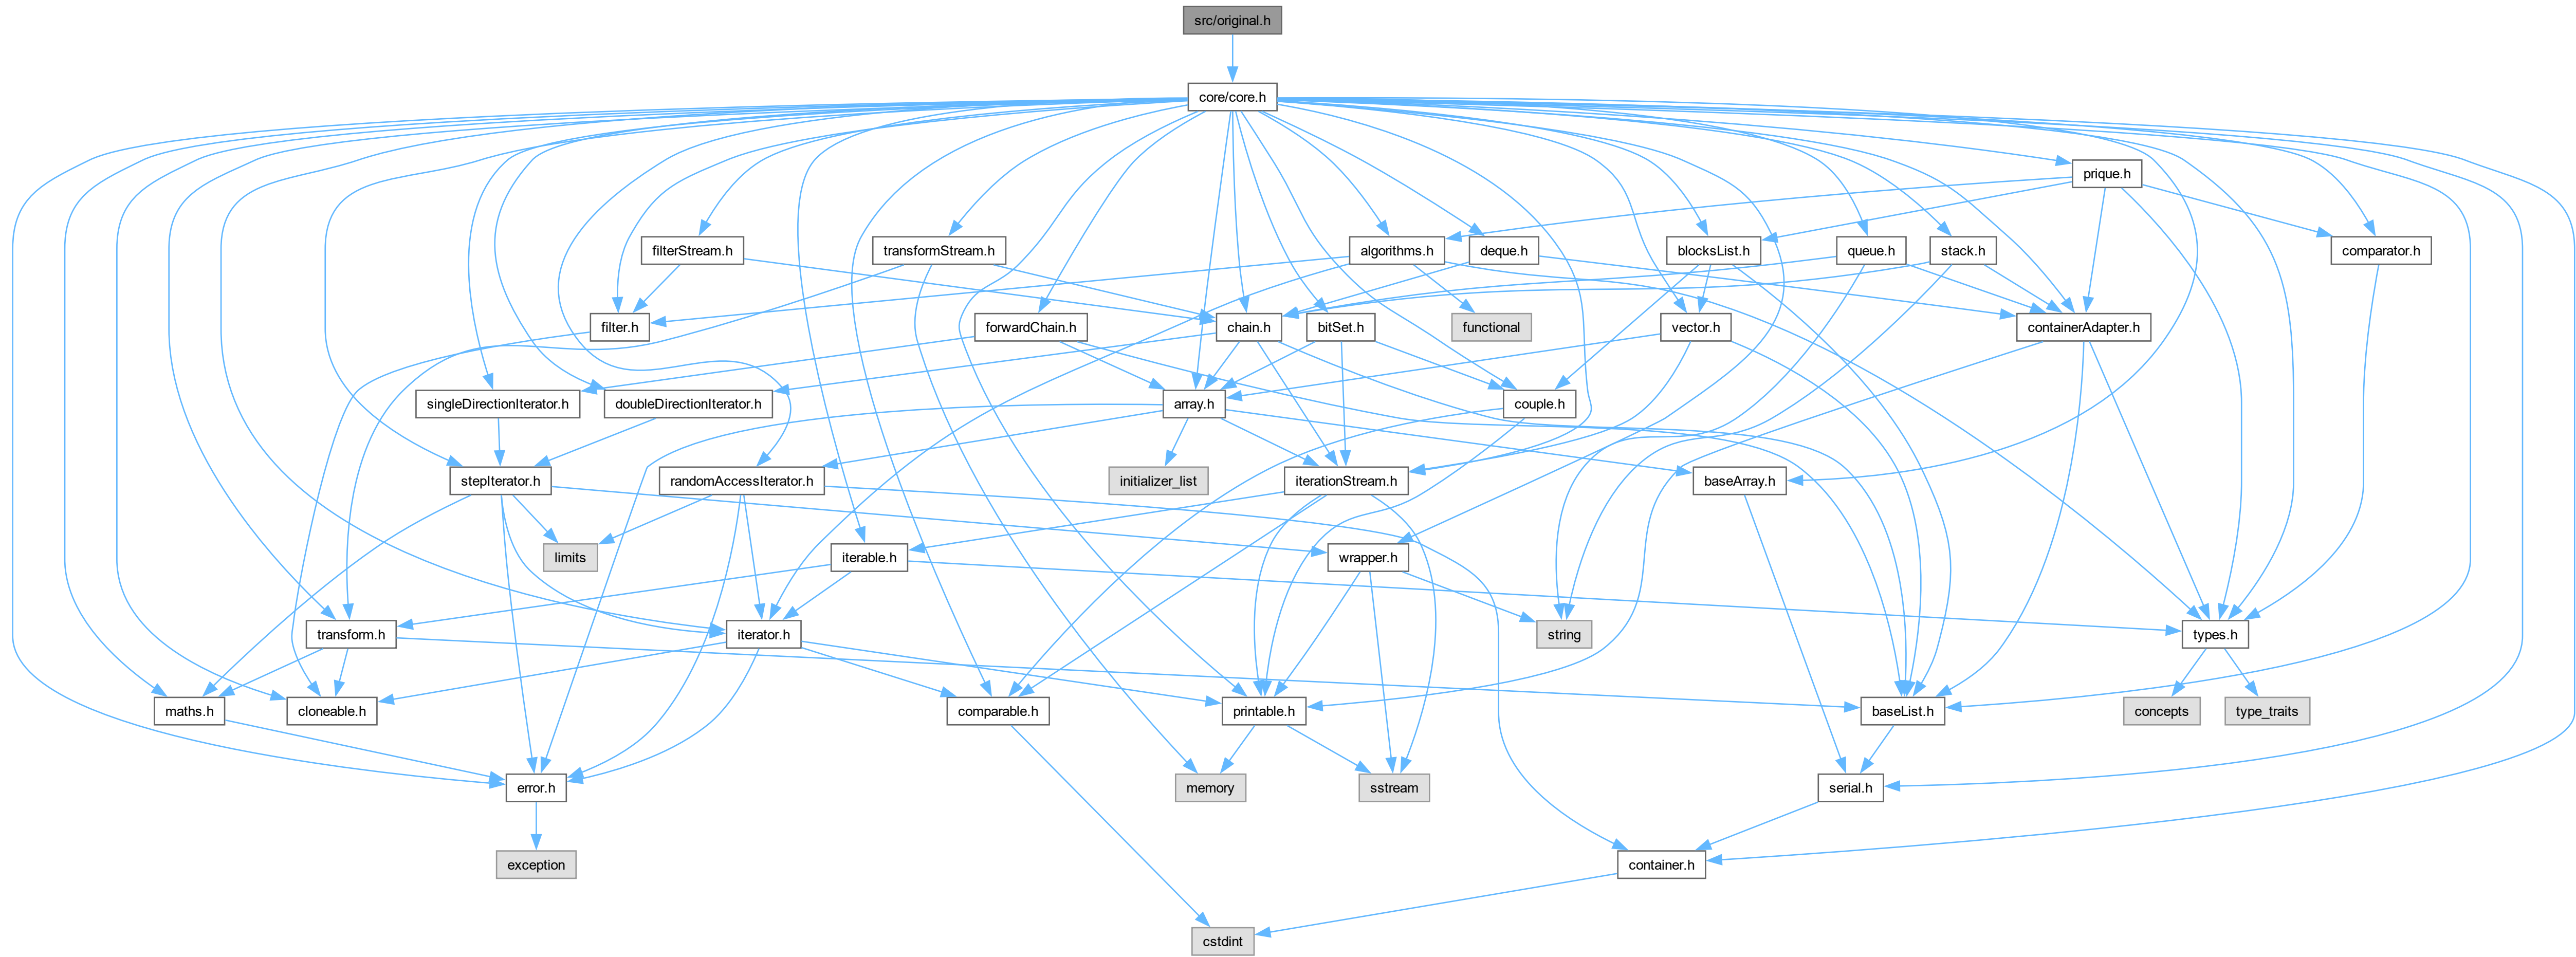 src/original.h
core/core.h
prique.h
filterStream.h
transformStream.h
algorithms.h
deque.h
blocksList.h
queue.h
stack.h
comparator.h
filter.h
forwardChain.h
chain.h
bitSet.h
functional
vector.h
containerAdapter.h
singleDirectionIterator.h
doubleDirectionIterator.h
array.h
couple.h
stepIterator.h
randomAccessIterator.h
initializer_list
iterationStream.h
baseArray.h
limits
iterable.h
wrapper.h
transform.h
iterator.h
string
types.h
maths.h
cloneable.h
comparable.h
printable.h
baseList.h
concepts
type_traits
error.h
memory
sstream
serial.h
exception
container.h
cstdint